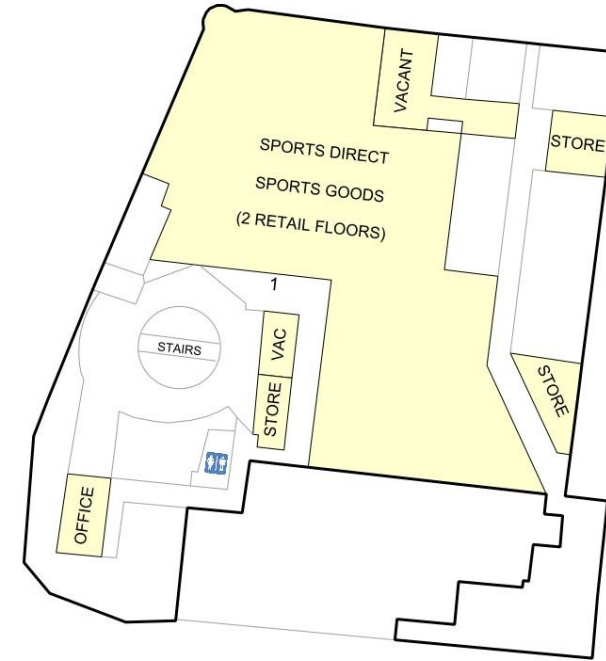 VACANT
STORE
SPORTS DIRECT
SPORTS GOODS
(2 RETAIL FLOORS)
1
STAIRS
VAC
STORE
STORE
OFFICE